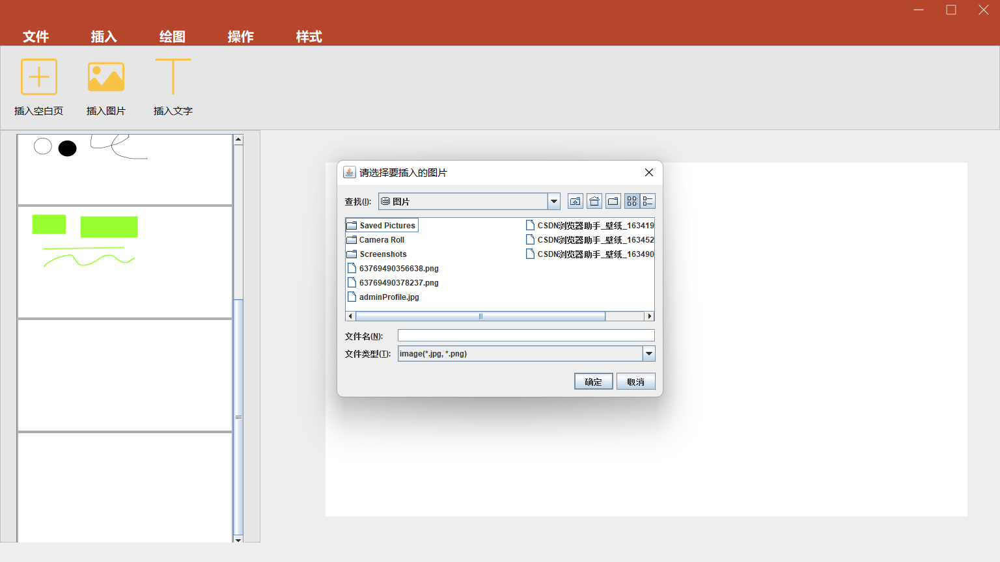 文件 插入 绘图 操作 样式
插入空白页 插入图片 插入文字
请选择要插入的图片
查找(I): 图片
Saved Pictures
Camera Roll
Screenshots
63769490356638.png
63769490378237.png
adminProfile.jpg
CSDN浏览器助手_壁纸_163419
CSDN浏览器助手_壁纸_163452
CSDN浏览器助手_壁纸_163490
文件名(N):
文件类型(T): image(*.jpg, *.png)
确定 取消